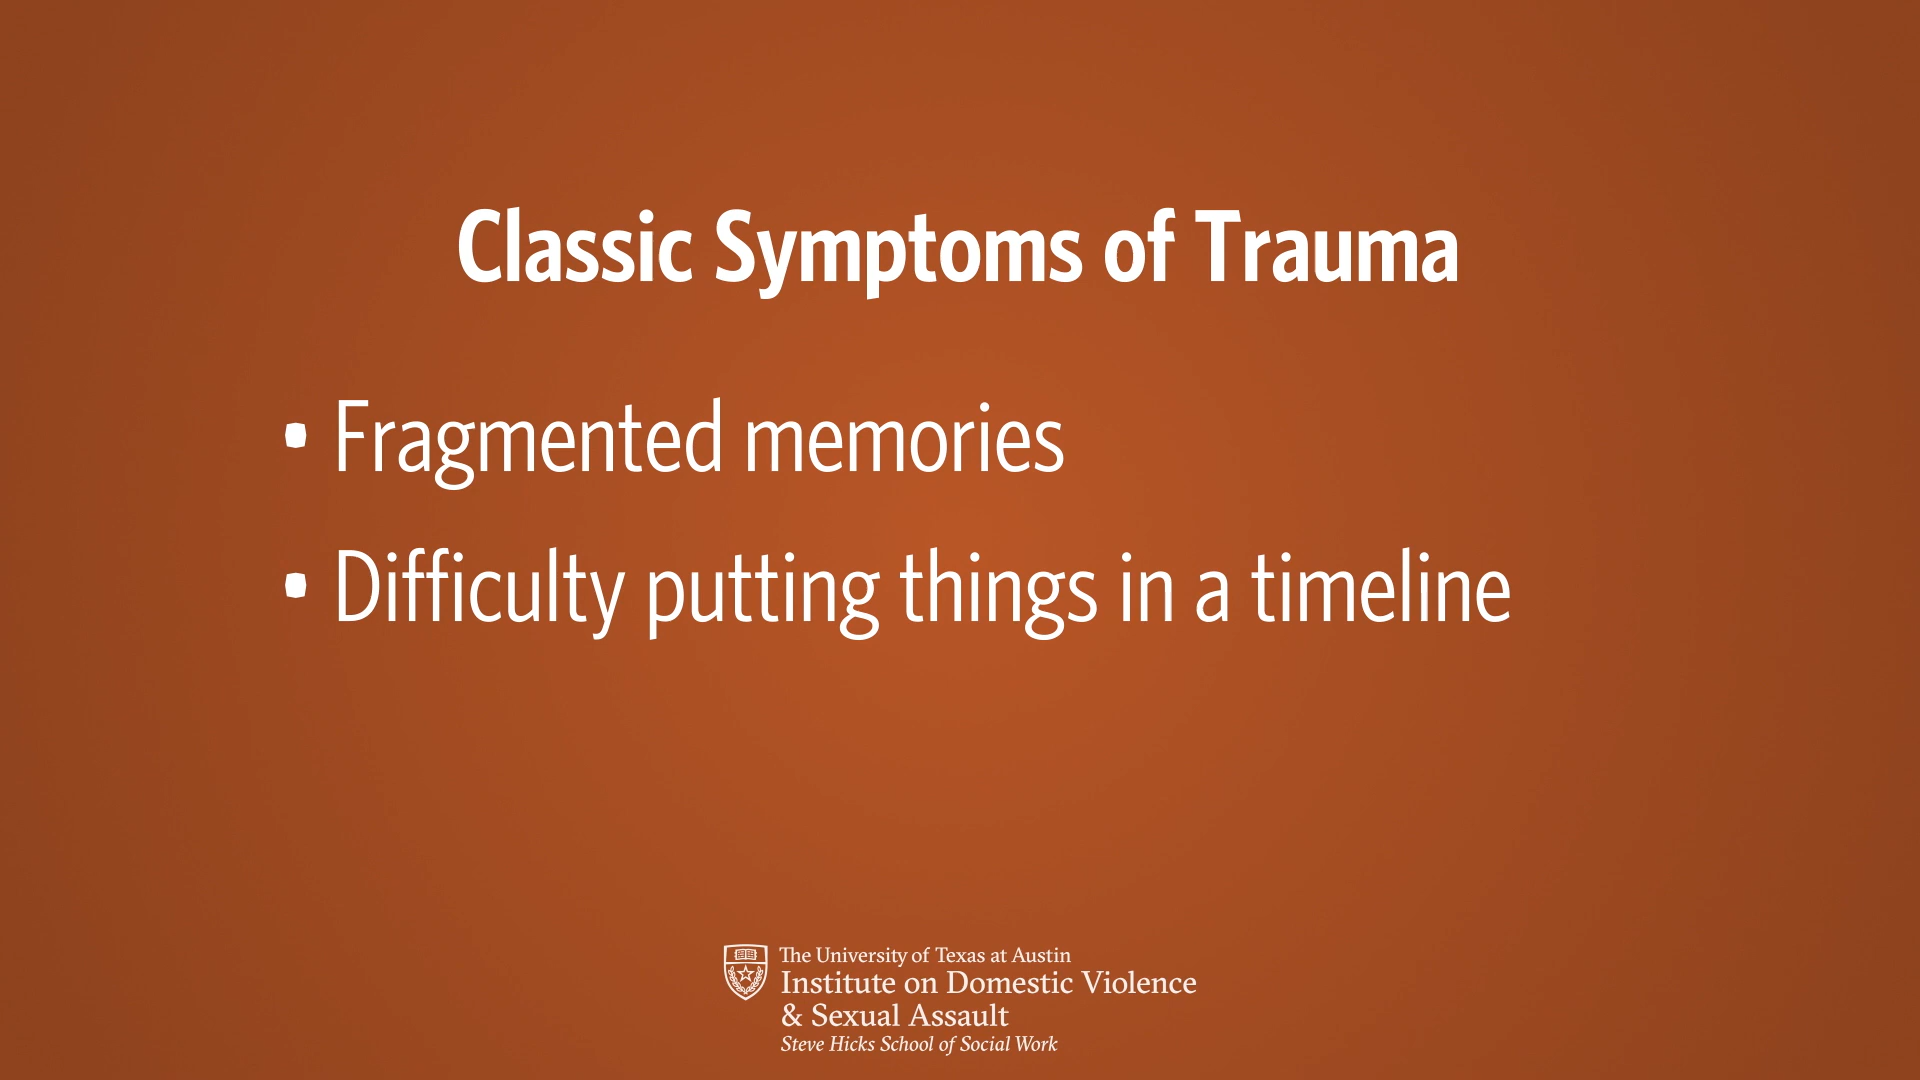 Classic Symptoms of Trauma
• Fragmented memories
• Difficulty putting things in a timeline
The University of Texas at Austin
Institute on Domestic Violence
& Sexual Assault
Steve Hicks School of Social Work